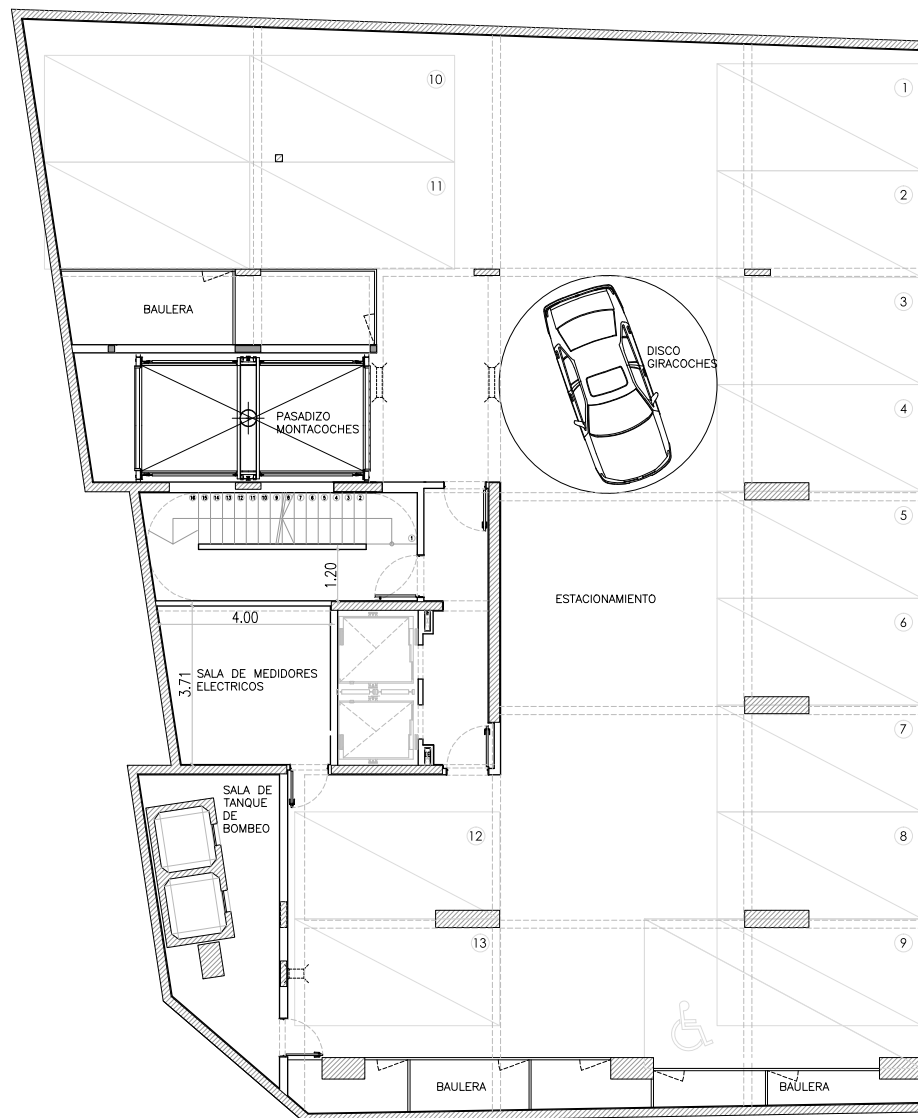 10
1
11
2
BAULERA
3
DISCO
GIRACOCHES
4
PASADIZO
MONTACOCHES
16 15 14 13 12 11 10 9 8 7 6 5 4 3 2
1
5
1.20
ESTACIONAMIENTO
4.00
6
3.71
SALA DE MEDIDORES
ELECTRICOS
7
SALA DE
TANQUE
DE
BOMBEO
12
8
13
9
BAULERA
BAULERA